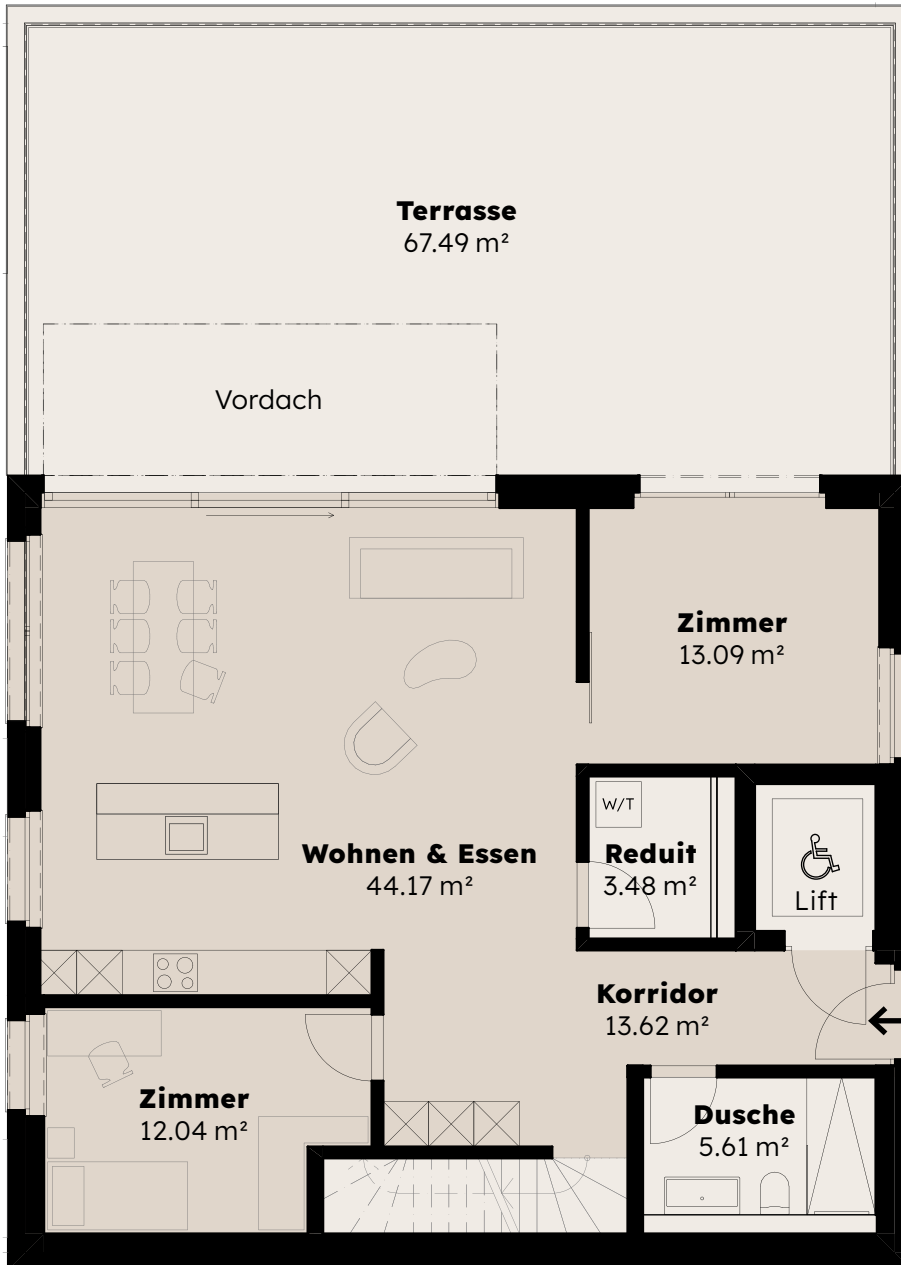 Terrasse
67.49 m²
Vordach
Zimmer
13.09 m²
W/T
Wohnen & Essen
44.17 m²
Reduit
3.48 m²
Lift
Korridor
13.62 m²
Zimmer
12.04 m²
Dusche
5.61 m²